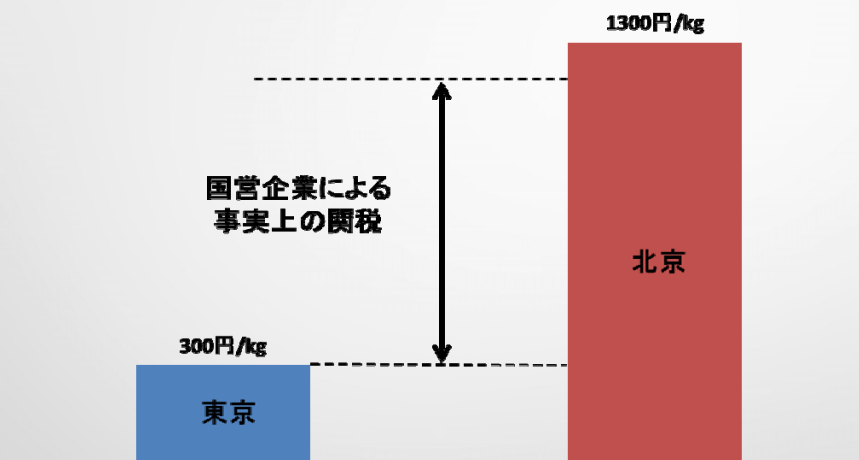 1300円/kg
国営企業による
事実上の関税
北京
300円/kg
東京